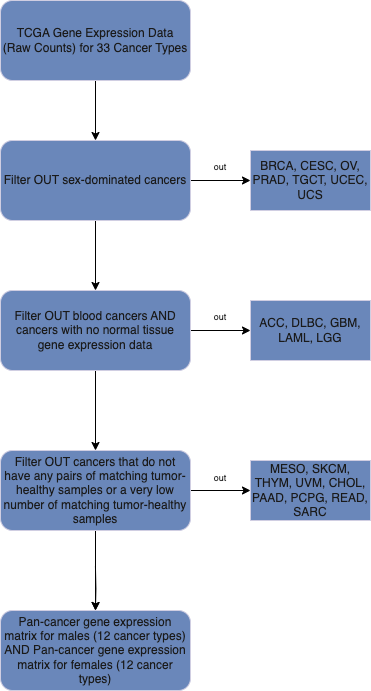 TCGA Gene Expression Data
(Raw Counts) for 33 Cancer Types
Filter OUT sex-dominated cancers
out
BRCA, CESC, OV,
PRAD, TGCT, UCEC,
UCS
Filter OUT blood cancers AND
cancers with no normal tissue
gene expression data
out
ACC, DLBC, GBM,
LAML, LGG
Filter OUT cancers that do not
have any pairs of matching tumor-
healthy samples or a very low
number of matching tumor-healthy
samples
out
MESO, SKCM,
THYM, UVM, CHOL,
PAAD, PCPG, READ,
SARC
Pan-cancer gene expression
matrix for males (12 cancer types)
AND Pan-cancer gene expression
matrix for females (12 cancer
types)